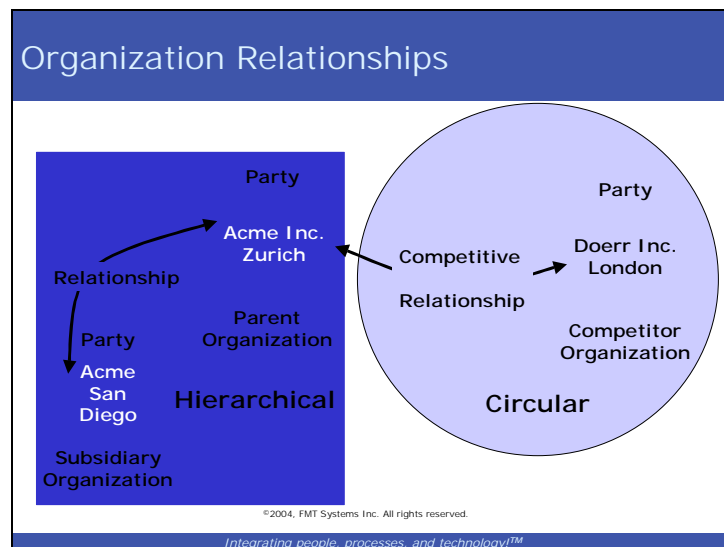 Organization Relationships
Party
Acme Inc.
Zurich
Relationship
Parent
Organization
Party
Acme
San
Diego
Hierarchical
Subsidiary
Organization
Party
Competitive
Relationship
Doerr Inc.
London
Competitor
Organization
Circular
©2004, FMT Systems Inc. All rights reserved.
Integrating people, processes, and technology!™